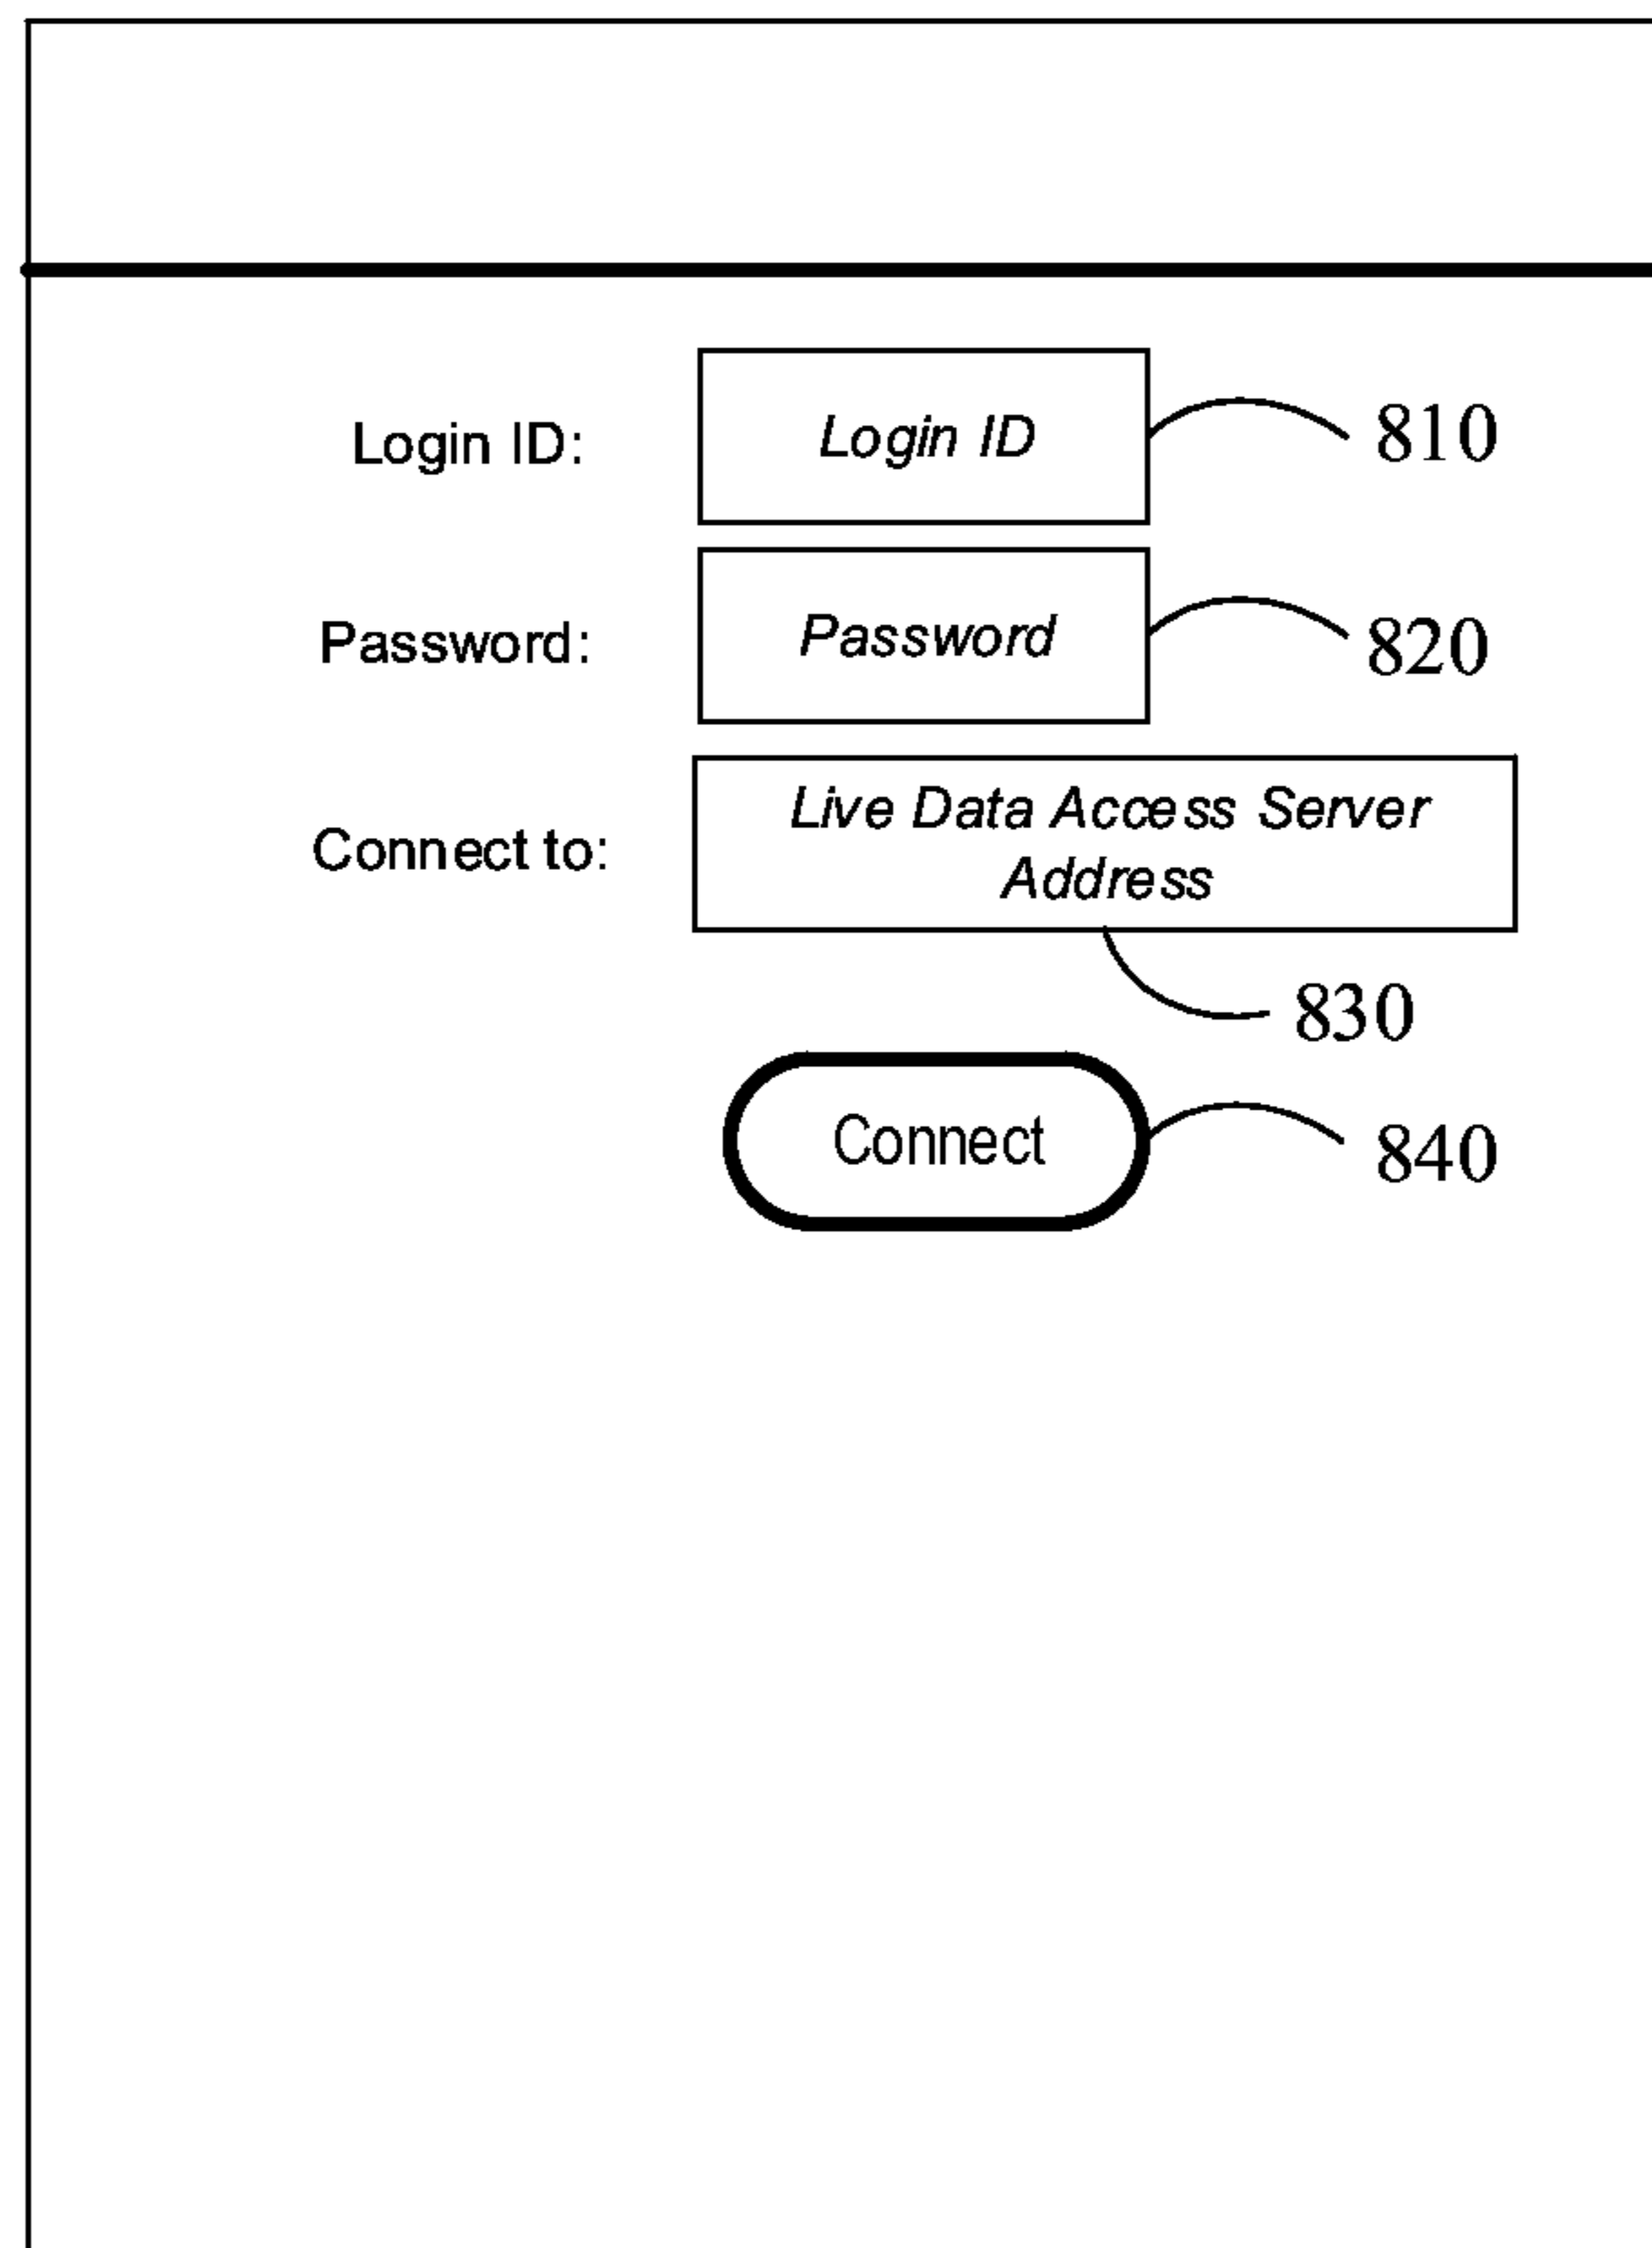 Login ID: Login ID 810
Password: Password 820
Connect to: Live Data Access Server
Address
830
Connect 840